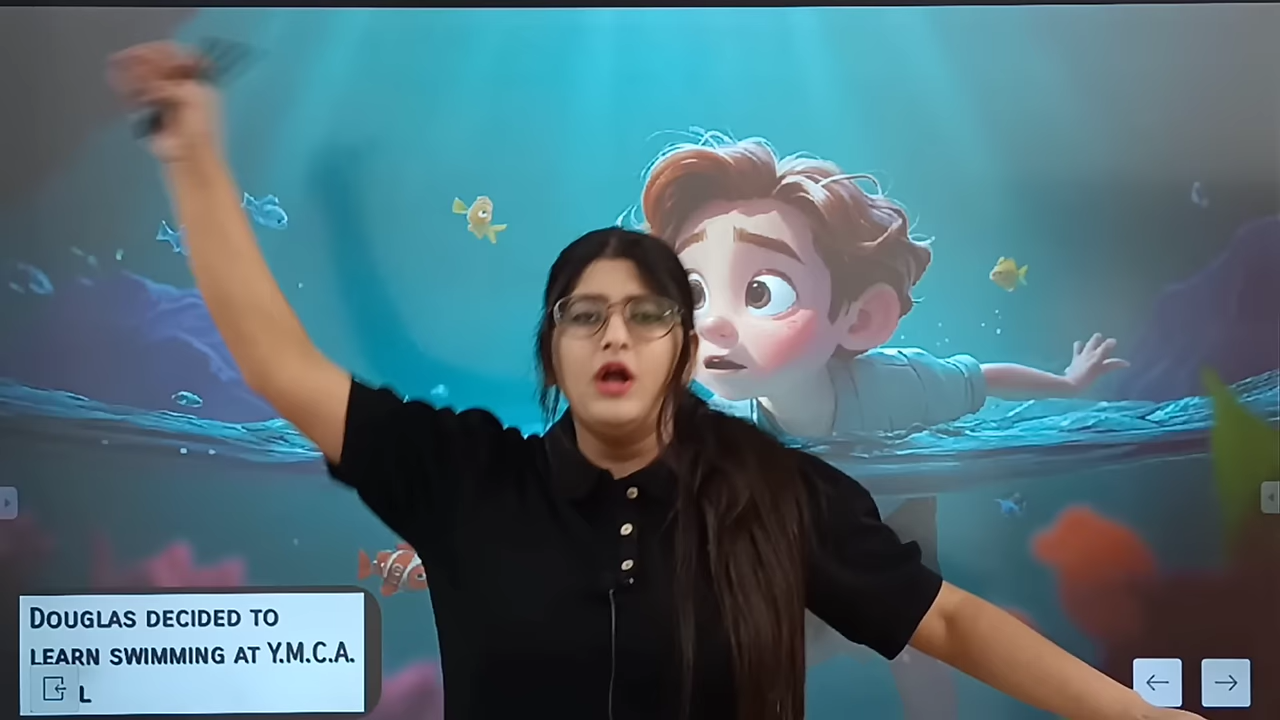 DOUGLAS DECIDED TO
LEARN SWIMMING AT Y.M.C.A.
L